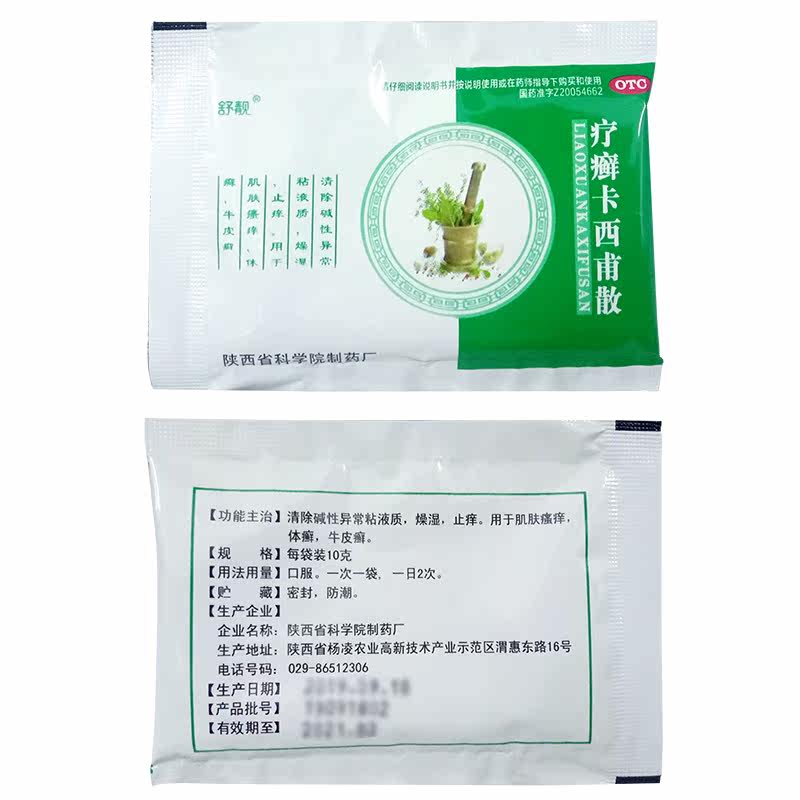 请仔细阅读说明书并按说明使用或在药师指导下购买和使用
国药准字Z20054662
OTC
舒靓®
疗癣卡西甫散
LIAOXUANKAXIFUSAN
清除碱性异常
粘液质，燥湿
，止痒。用于
肌肤瘙痒，体
癣，牛皮癣
陕西省科学院制药厂
【功能主治】清除碱性异常粘液质，燥湿，止痒。用于肌肤瘙痒，
体癣，牛皮癣。
【规 格】每袋装10克
【用法用量】口服。一次一袋，一日2次。
【贮 藏】密封，防潮。
【生产企业】
企业名称：陕西省科学院制药厂
生产地址：陕西省杨凌农业高新技术产业示范区渭惠东路16号
电话号码：029-86512306
【生产日期】
【产品批号】
【有效期至】